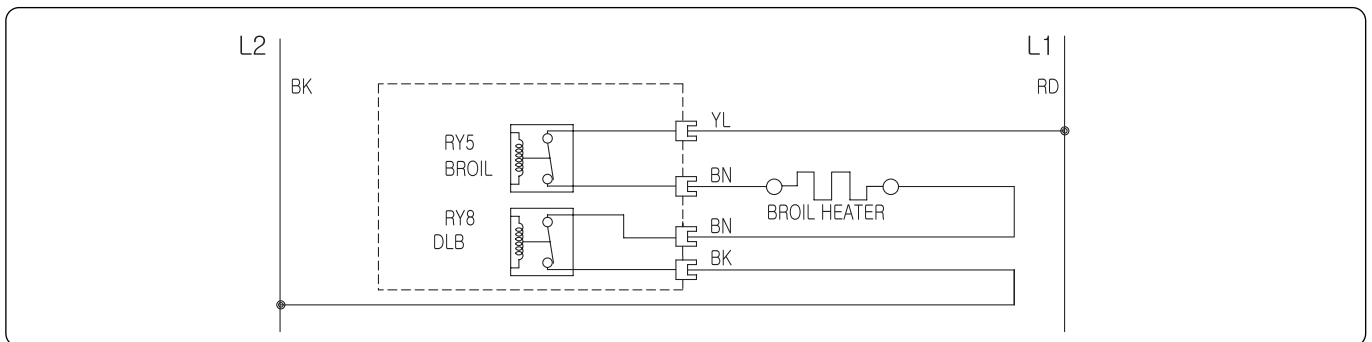 L2
L1
BK
RD
YL
RY5
BROIL
BN
BROIL HEATER
RY8
DLB
BN
BK